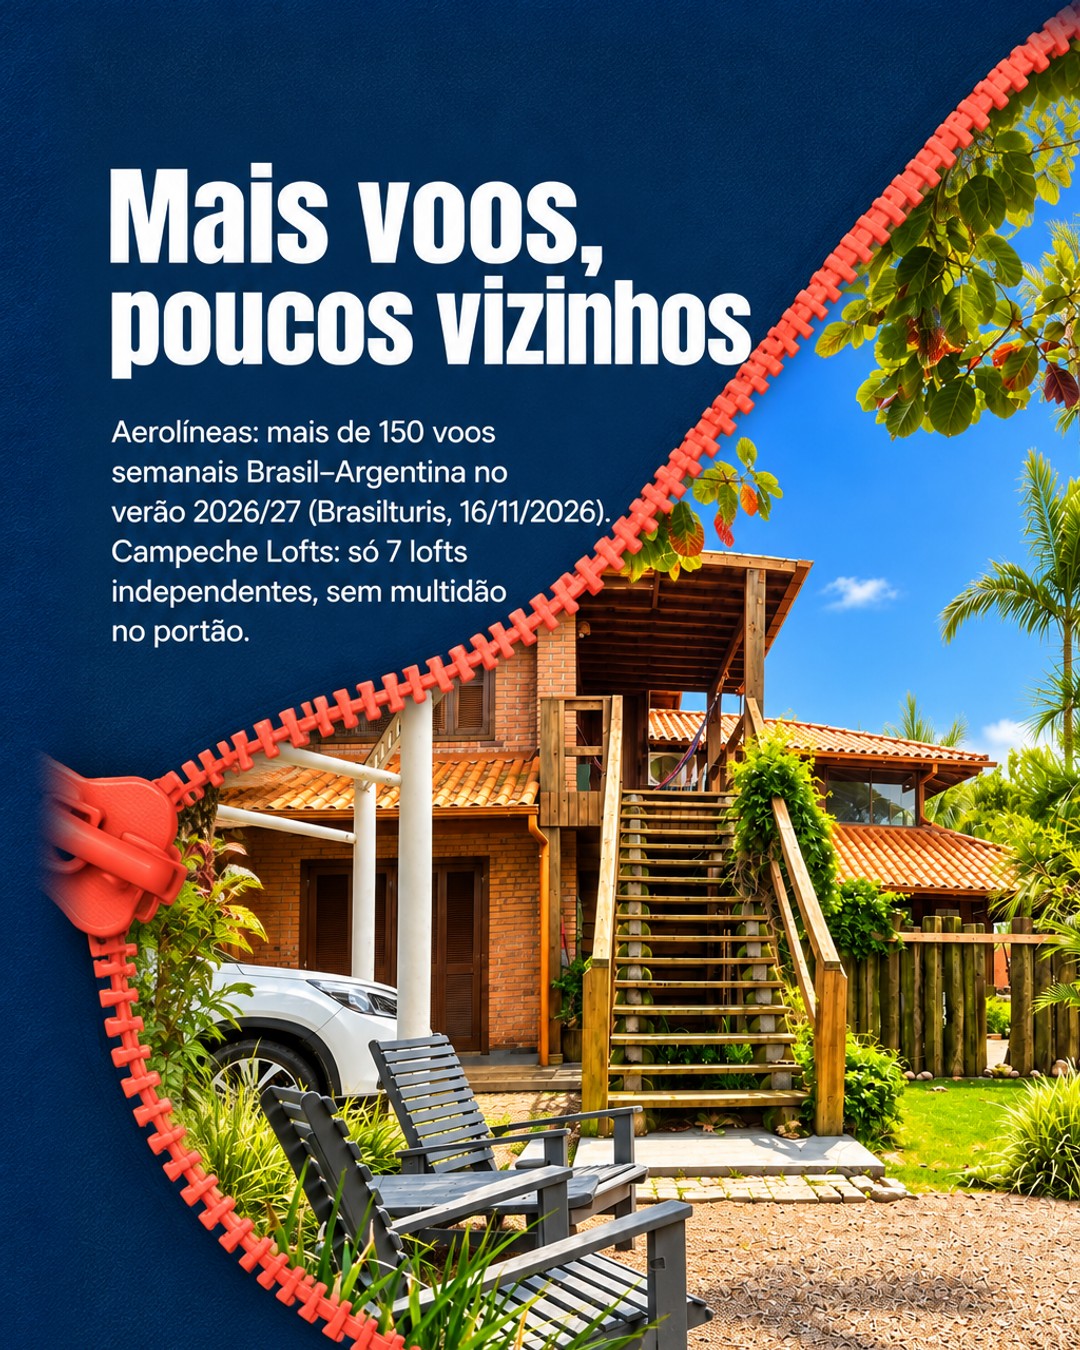 Mais voos,
poucos vizinhos
Aerolíneas: mais de 150 voos
semanais Brasil–Argentina no
verão 2026/27 (Brasilturis, 16/11/2026).
Campeche Lofts: só 7 lofts
independentes, sem multidão
no portão.